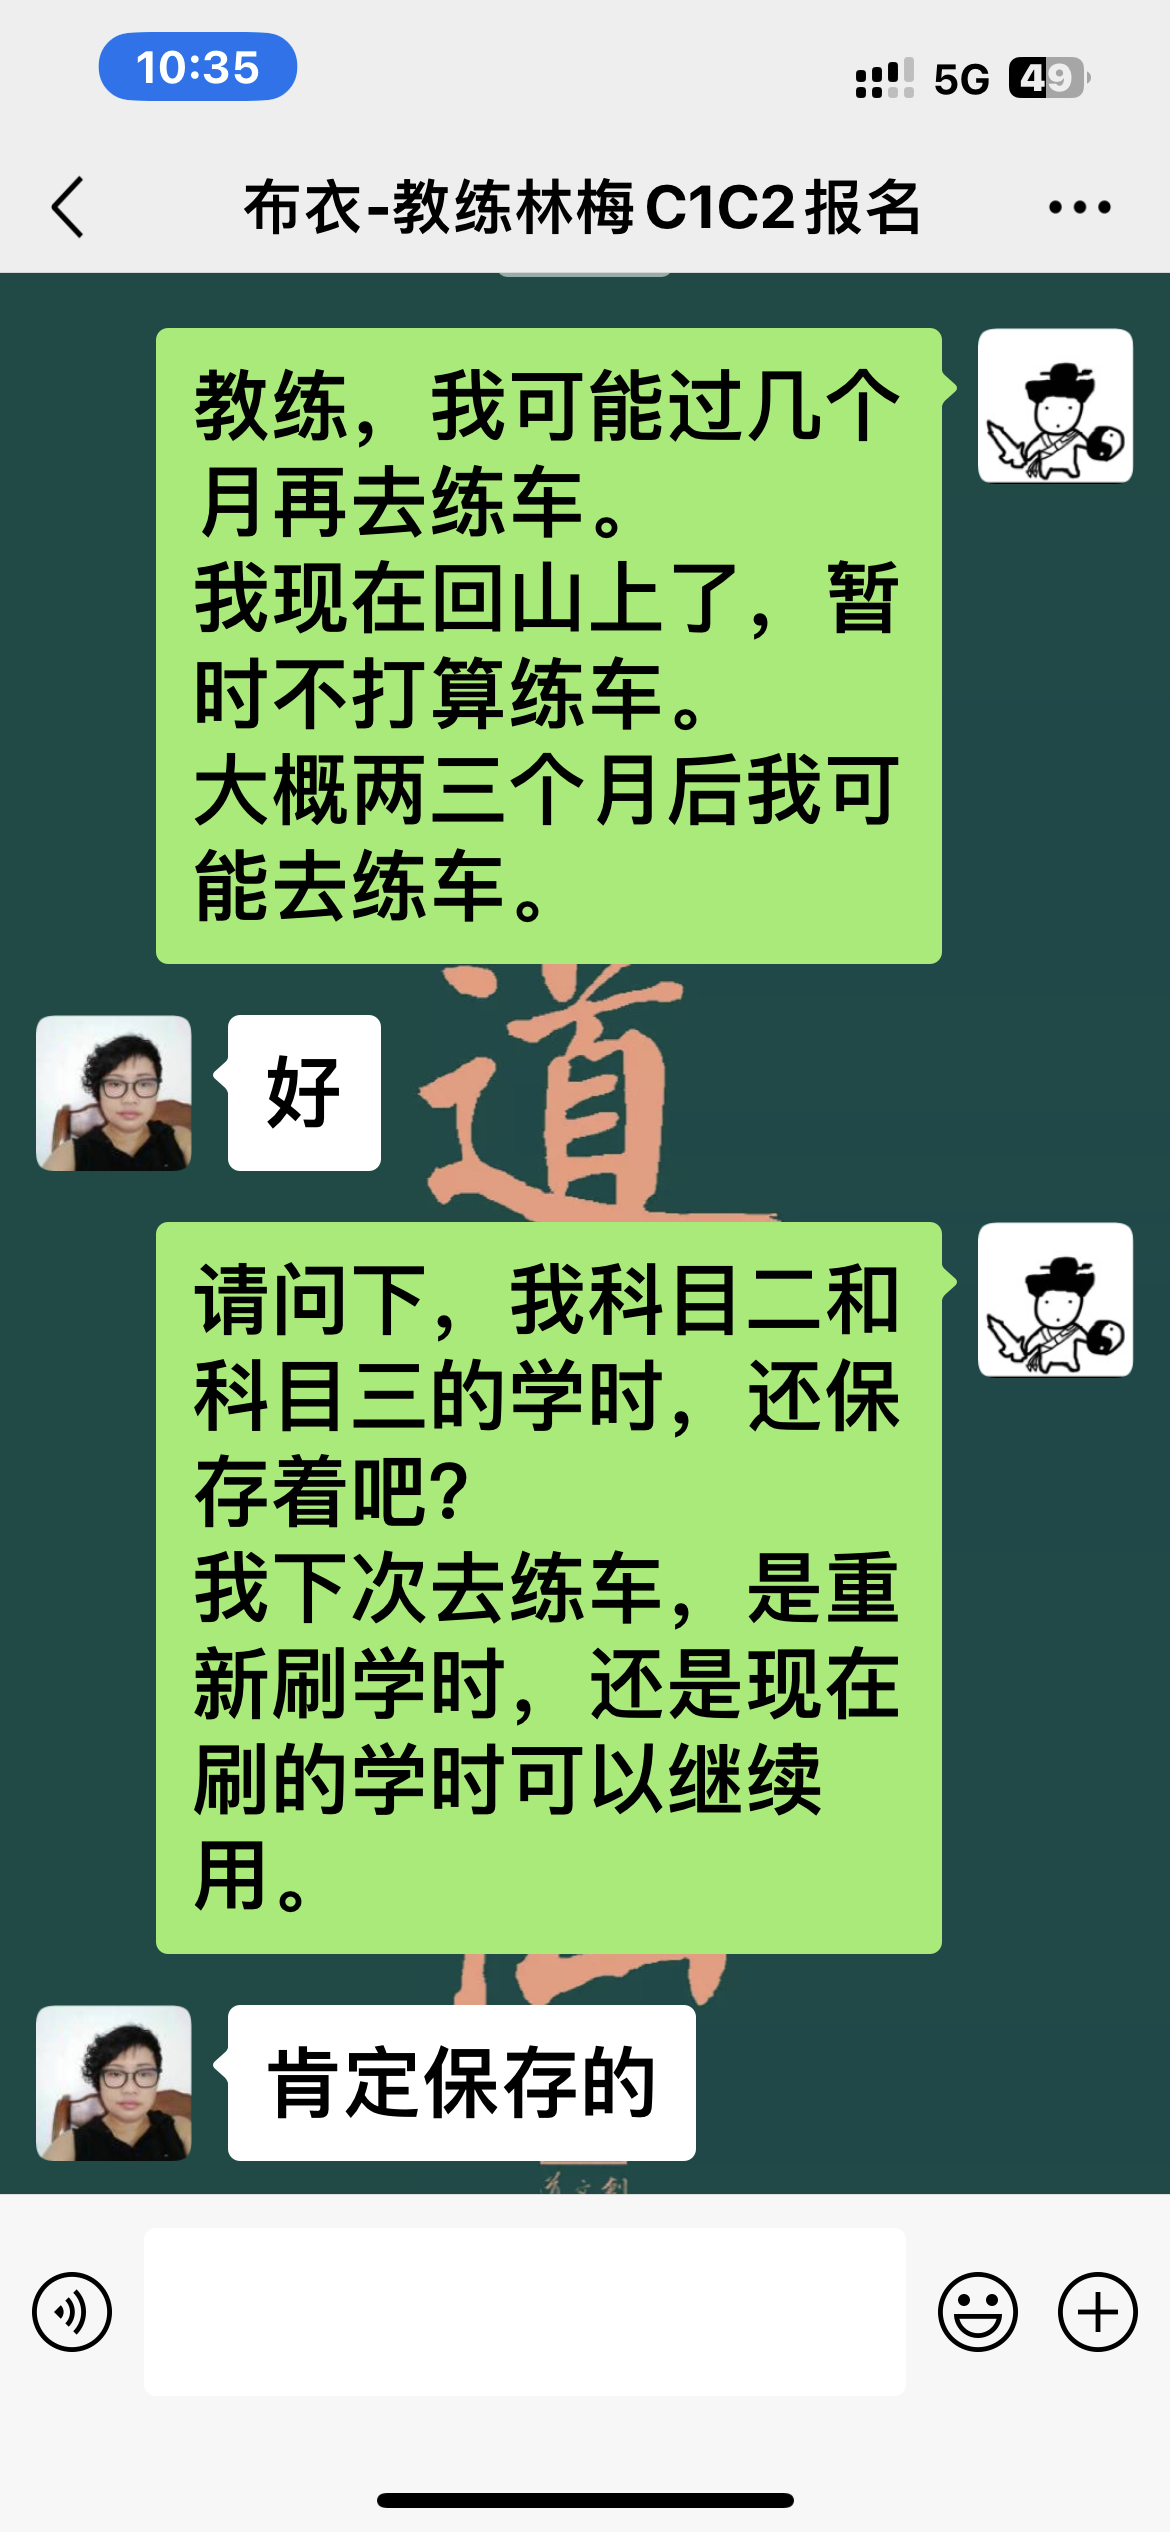 10:35
5G 49
布衣-教练林梅C1C2报名
教练，我可能过几个
月再去练车。
我现在回山上了，暂
时不打算练车。
大概两三个月后我可
能去练车。
道
好
请问下，我科目二和
科目三的学时，还保
存着吧？
我下次去练车，是重
新刷学时，还是现在
刷的学时可以继续
用。
肯定保存的